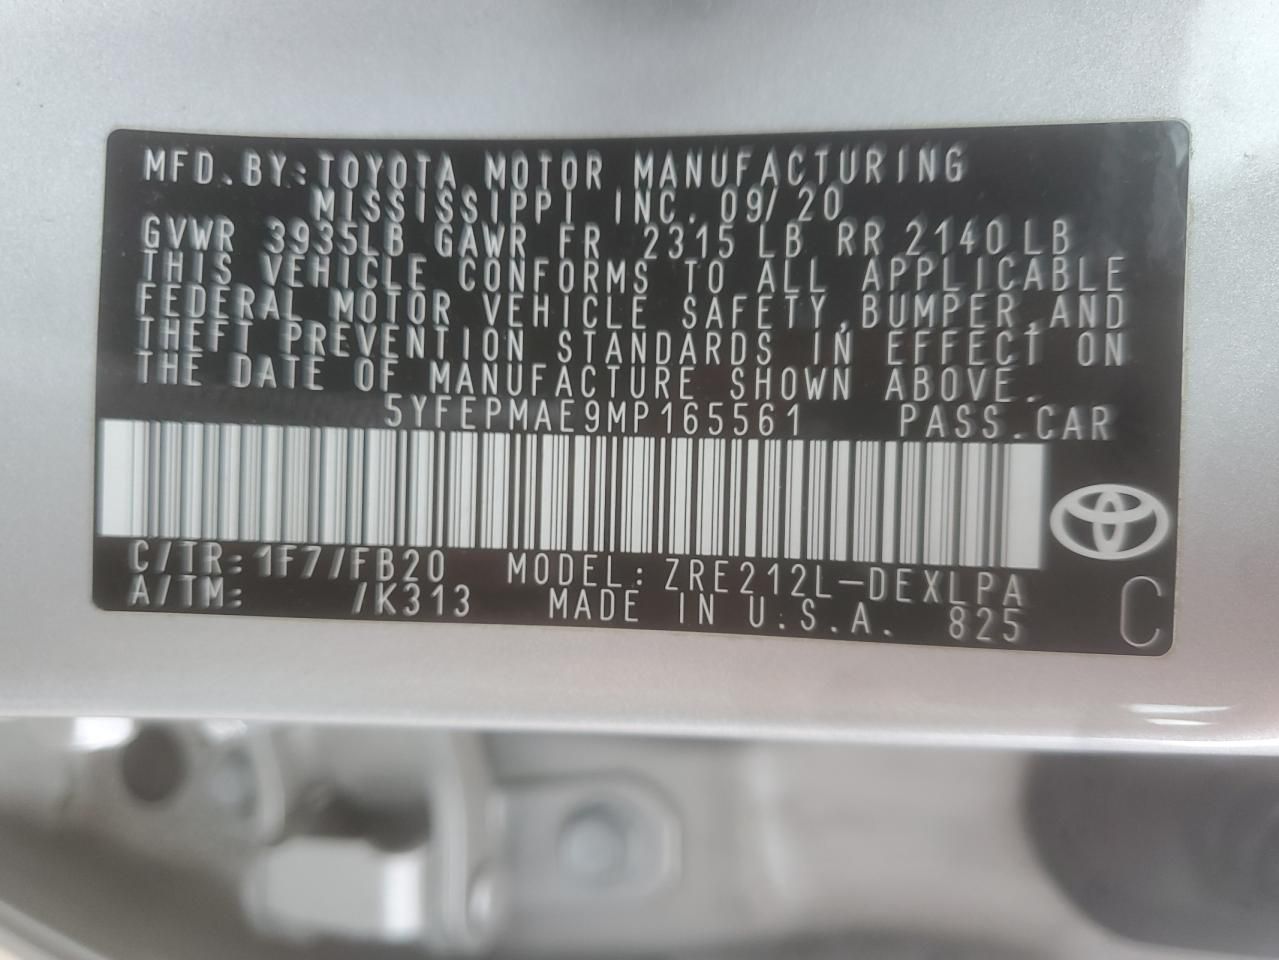 MFD.BY:TOYOTA MOTOR MANUFACTURING
MISSISSIPPI INC. 09/20
GVWR 3935LB GAWR FR 2315LB RR 2140LB
THIS VEHICLE CONFORMS TO ALL APPLICABLE
FEDERAL MOTOR VEHICLE SAFETY,BUMPER,AND
THEFT PREVENTION STANDARDS IN EFFECT ON
THE DATE OF MANUFACTURE SHOWN ABOVE.
5YFEPMAE9MP165561 PASS.CAR
C/TR:1F7/FB20 MODEL:ZRE212L-DEXLPA
A/TM: /K313 MADE IN U.S.A. 825 C